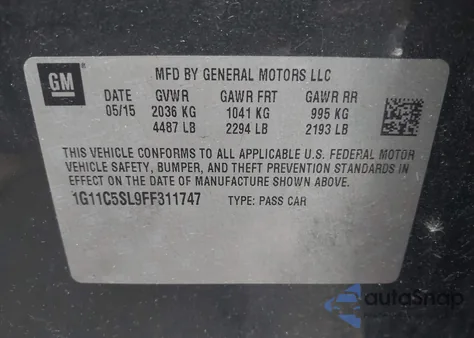 GM
MFD BY GENERAL MOTORS LLC
DATE GVWR GAWR FRT GAWR RR
05/15 2036 KG 1041 KG 995 KG
4487 LB 2294 LB 2193 LB
THIS VEHICLE CONFORMS TO ALL APPLICABLE U.S. FEDERAL MOTOR
VEHICLE SAFETY, BUMPER, AND THEFT PREVENTION STANDARDS
IN EFFECT ON THE DATE OF MANUFACTURE SHOWN ABOVE.
1G11C5SL9FF311747 TYPE: PASS CAR
autoSnap